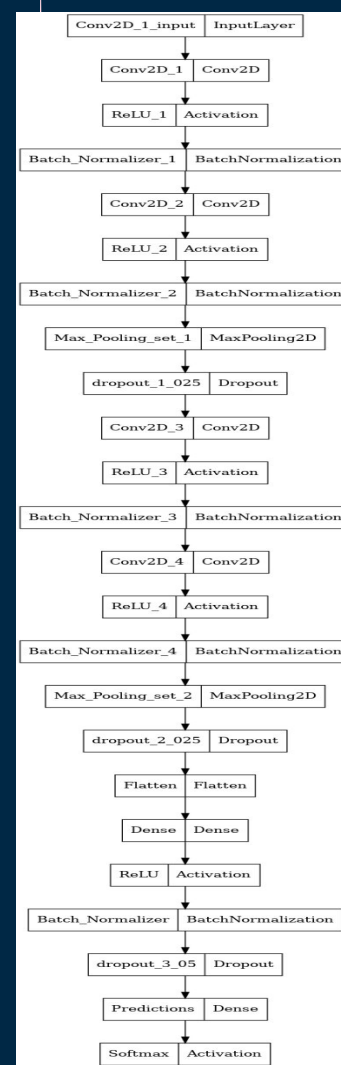 Conv2D_1_input InputLayer
Conv2D_1 Conv2D
ReLU_1 Activation
Batch_Normalizer_1 BatchNormalization
Conv2D_2 Conv2D
ReLU_2 Activation
Batch_Normalizer_2 BatchNormalization
Max_Pooling_set_1 MaxPooling2D
dropout_1_025 Dropout
Conv2D_3 Conv2D
ReLU_3 Activation
Batch_Normalizer_3 BatchNormalization
Conv2D_4 Conv2D
ReLU_4 Activation
Batch_Normalizer_4 BatchNormalization
Max_Pooling_set_2 MaxPooling2D
dropout_2_025 Dropout
Flatten Flatten
Dense Dense
ReLU Activation
Batch_Normalizer BatchNormalization
dropout_3_05 Dropout
Predictions Dense
Softmax Activation